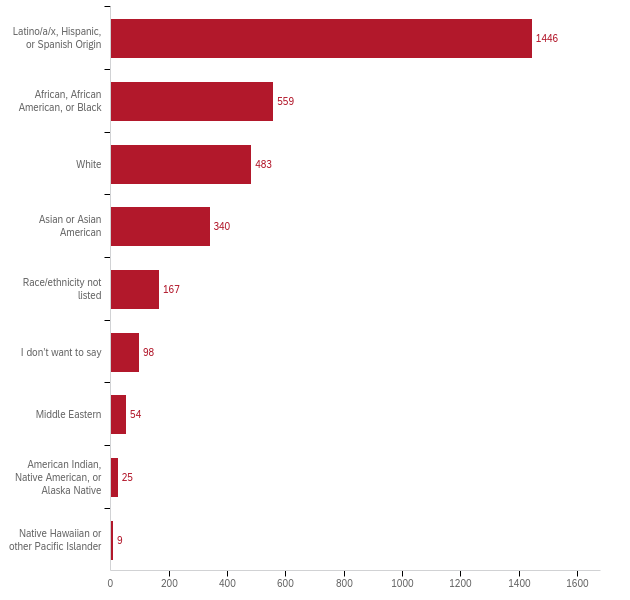 Latino/a/x, Hispanic,
or Spanish Origin
1446
African, African
American, or Black
559
White
483
Asian or Asian
American
340
Race/ethnicity not
listed
167
I don't want to say
98
Middle Eastern
54
American Indian,
Native American, or
Alaska Native
25
Native Hawaiian or
other Pacific Islander
9
0 200 400 600 800 1000 1200 1400 1600